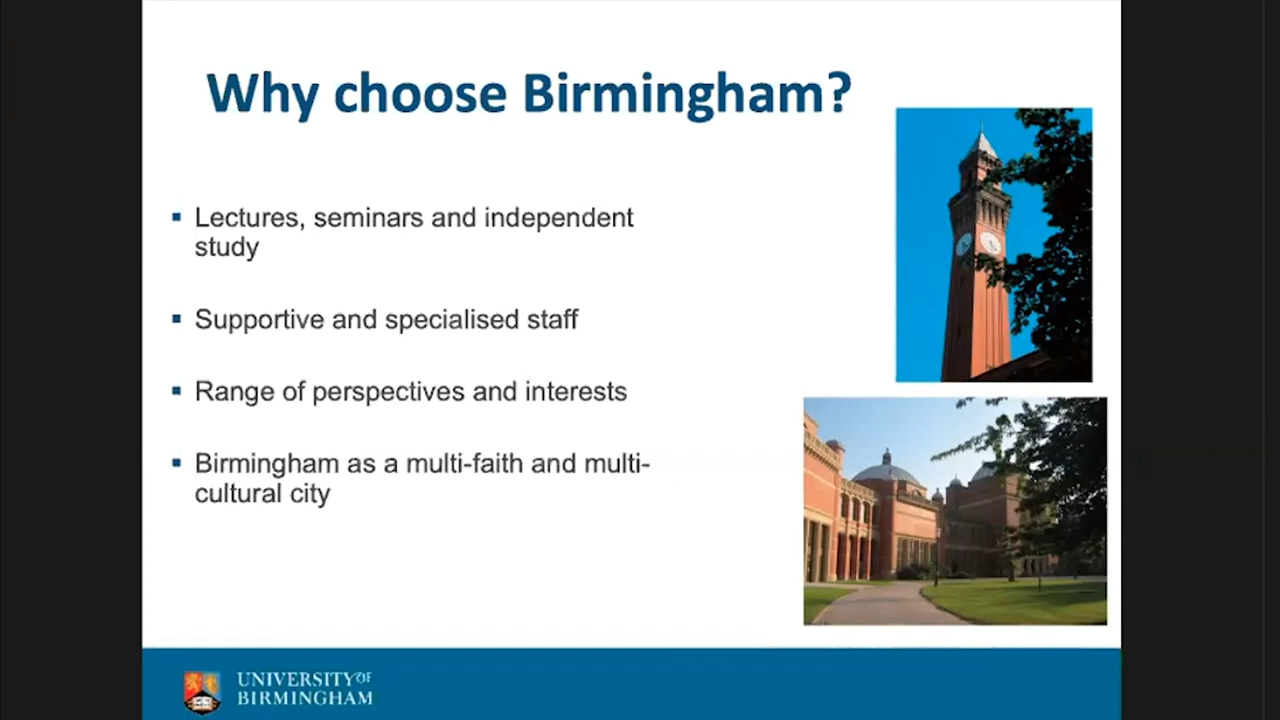 Why choose Birmingham?
Lectures, seminars and independent
study
Supportive and specialised staff
Range of perspectives and interests
Birmingham as a multi-faith and multi-
cultural city
UNIVERSITY OF
BIRMINGHAM